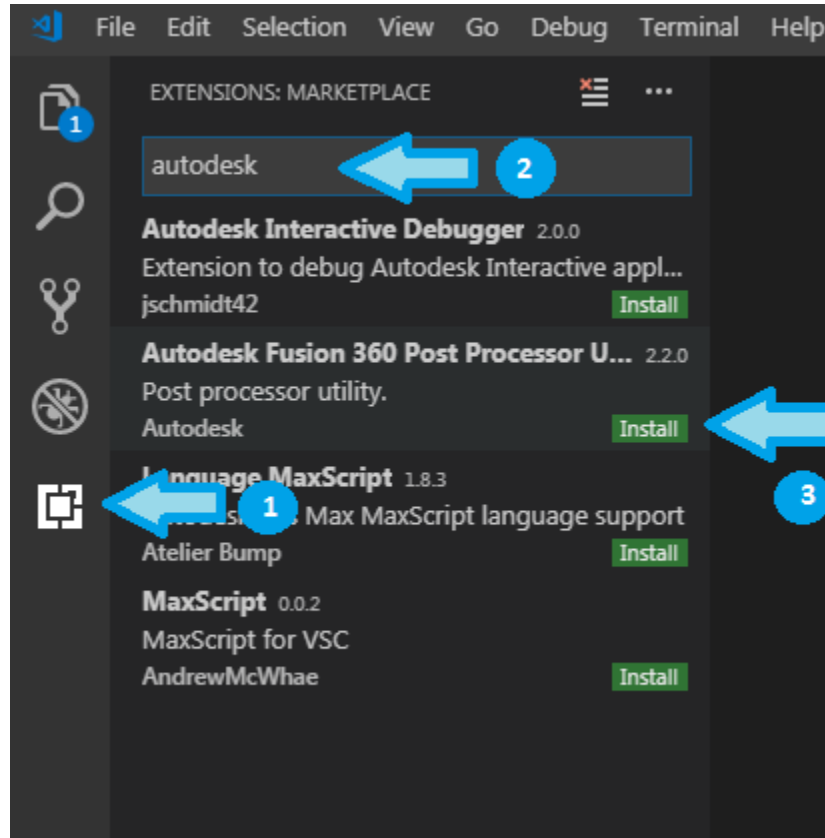 File Edit Selection View Go Debug Terminal Help
EXTENSIONS: MARKETPLACE
1
autodesk
2
Autodesk Interactive Debugger 2.0.0
Extension to debug Autodesk Interactive appl...
jschmidt42
Install
Autodesk Fusion 360 Post Processor U... 2.2.0
Post processor utility.
Autodesk
Install
3
Language MaxScript 1.8.3
1
Max MaxScript language support
Atelier Bump
Install
MaxScript 0.0.2
MaxScript for VSC
AndrewMcWhae
Install